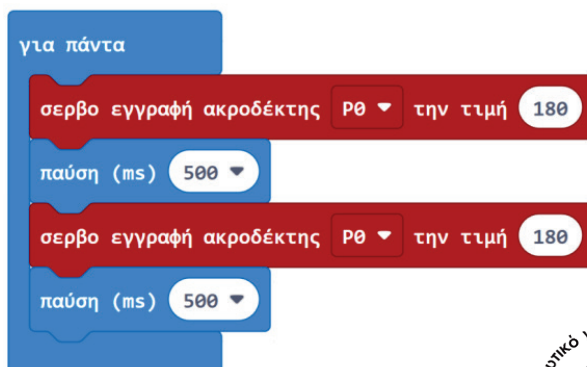 για πάντα
σερβο εγγραφή ακροδέκτης P0 την τιμή 180
παύση (ms) 500
σερβο εγγραφή ακροδέκτης P0 την τιμή 180
παύση (ms) 500